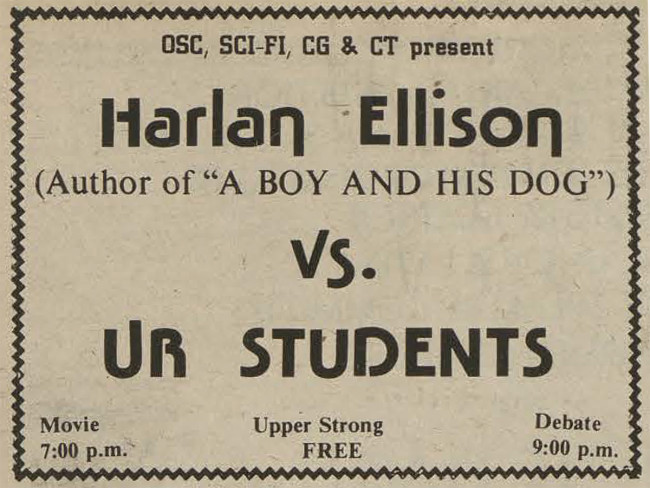 OSC, SCI-FI, CG & CT present
Harlan Ellison
(Author of “A BOY AND HIS DOG”)
vs.
UR STUDENTS
Movie Upper Strong Debate
7:00 p.m. FREE 9:00 p.m.